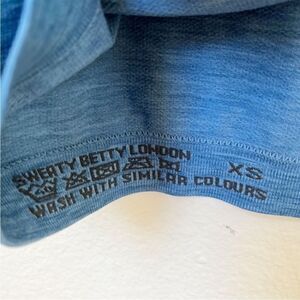 SWEATY BETTY LONDON XS
WASH WITH SIMILAR COLOURS